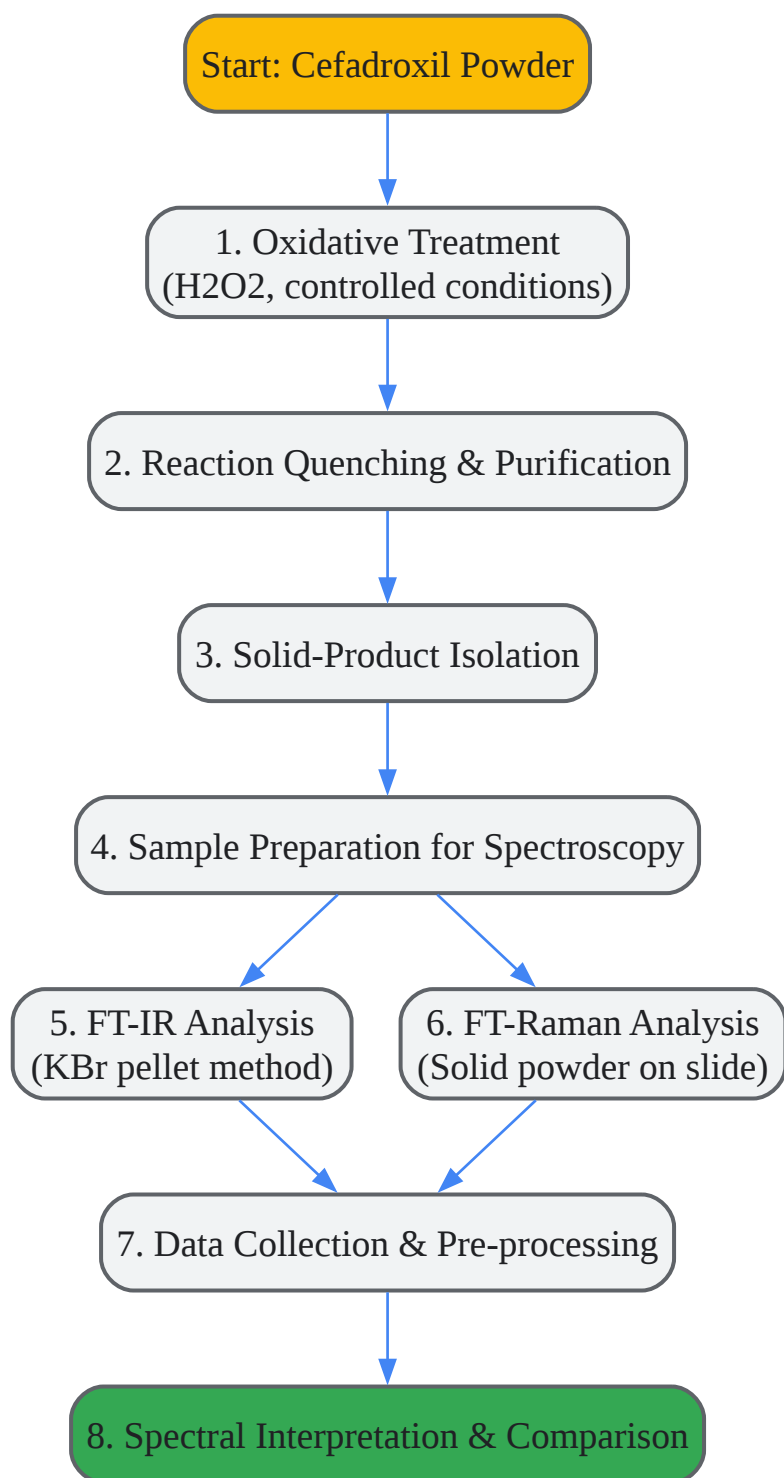 Start: Cefadroxil Powder
1. Oxidative Treatment
(H2O2, controlled conditions)
2. Reaction Quenching & Purification
3. Solid-Product Isolation
4. Sample Preparation for Spectroscopy
5. FT-IR Analysis
(KBr pellet method)
6. FT-Raman Analysis
(Solid powder on slide)
7. Data Collection & Pre-processing
8. Spectral Interpretation & Comparison